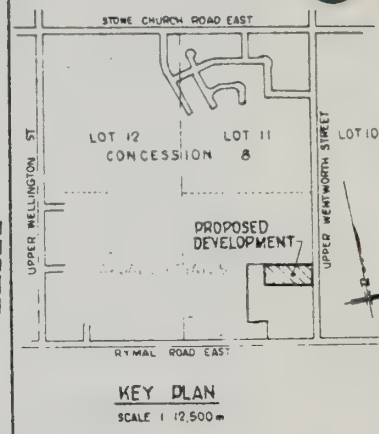 STONE CHURCH ROAD EAST
UPPER WELLINGTON ST
LOT 12
LOT 11
LOT 10
CONCESSION 8
UPPER WENTWORTH STREET
PROPOSED
DEVELOPMENT
RYMAL ROAD EAST
KEY PLAN
SCALE 1 : 12,500 m